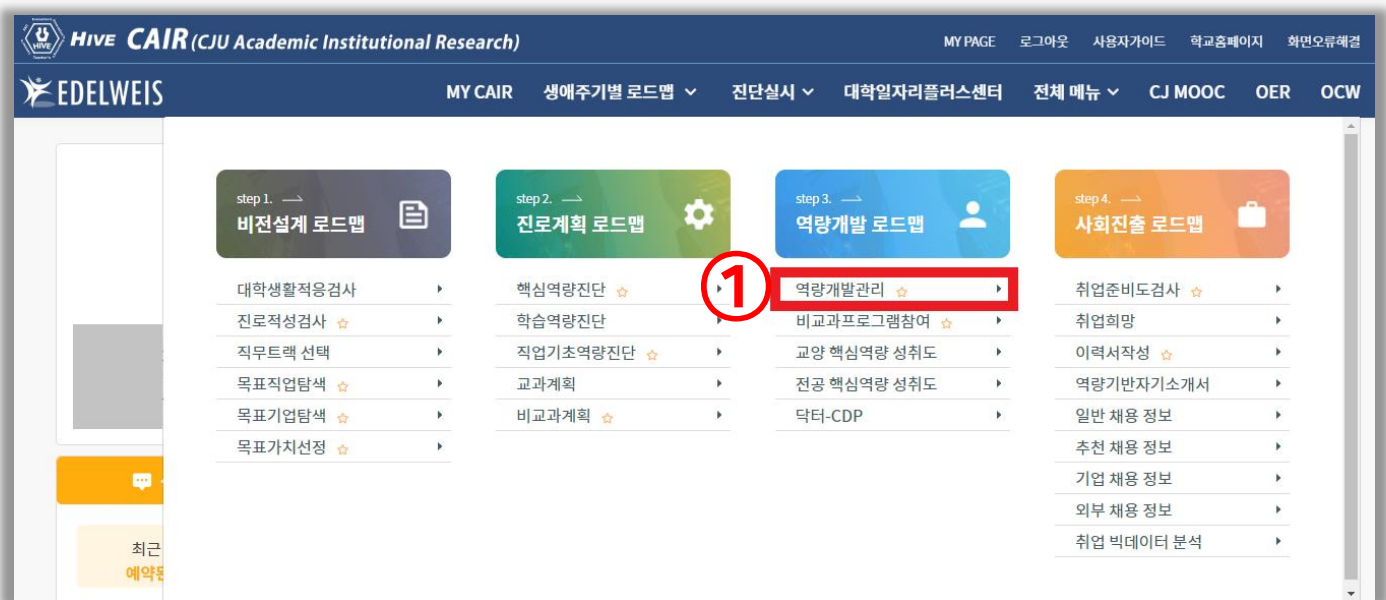 HIVE CAIR (CJU Academic Institutional Research)
MY PAGE 로그아웃 사용자가이드 학교홈페이지 화면오류해결
EDELWEIS
MY CAIR 생애주기별 로드맵 진단실시 대학일자리플러스센터 전체 메뉴 CJ MOOC OER OCW
step 1.
비전설계 로드맵
대학생활적응검사
진로적성검사
직무트랙 선택
목표직업탐색
목표기업탐색
목표가치선정
step 2.
진로계획 로드맵
핵심역량진단
학습역량진단
직업기초역량진단
교과계획
비교과계획
step 3.
역량개발 로드맵
①
역량개발관리
비교과프로그램참여
교양 핵심역량 성취도
전공 핵심역량 성취도
닥터-CDP
step 4.
사회진출 로드맵
취업준비도검사
취업희망
이력서작성
역량기반자기소개서
일반 채용 정보
추천 채용 정보
기업 채용 정보
외부 채용 정보
취업 빅데이터 분석
최근